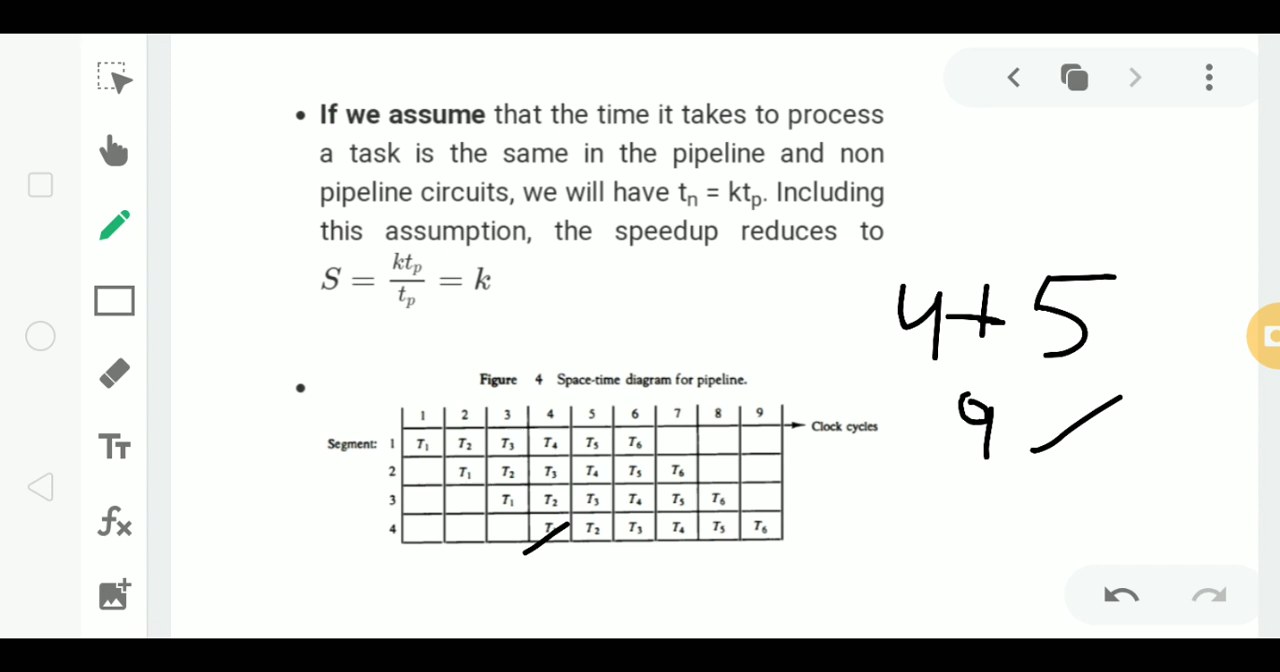 • If we assume that the time it takes to process
a task is the same in the pipeline and non
pipeline circuits, we will have tₙ = ktₚ. Including
this assumption, the speedup reduces to
S = ktₚ/tₚ = k
4+5
9
•
Figure 4 Space-time diagram for pipeline.
1 2 3 4 5 6 7 8 9
Clock cycles
Segment: 1 T₁ T₂ T₃ T₄ T₅ T₆
2 T₁ T₂ T₃ T₄ T₅ T₆
3 T₁ T₂ T₃ T₄ T₅ T₆
4 T T₂ T₃ T₄ T₅ T₆
TT
fx